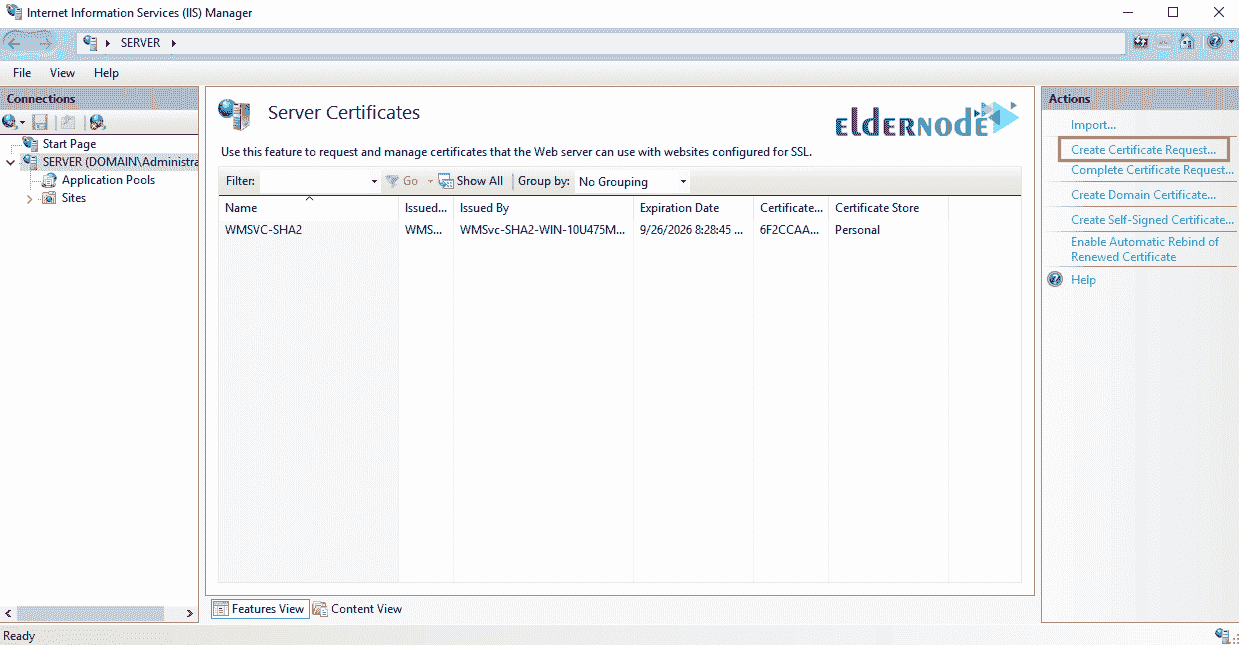 Internet Information Services (IIS) Manager
SERVER
File View Help
Connections
Start Page
SERVER (DOMAIN\Administra
Application Pools
Sites
Server Certificates
ELDERNODE
Use this feature to request and manage certificates that the Web server can use with websites configured for SSL.
Filter: Go Show All Group by: No Grouping
Name Issued... Issued By Expiration Date Certificate... Certificate Store
WMSVC-SHA2 WMS... WMSvc-SHA2-WIN-10U475M... 9/26/2026 8:28:45 ... 6F2CCAA... Personal
Features View Content View
Actions
Import...
Create Certificate Request...
Complete Certificate Request...
Create Domain Certificate...
Create Self-Signed Certificate...
Enable Automatic Rebind of
Renewed Certificate
Help
Ready